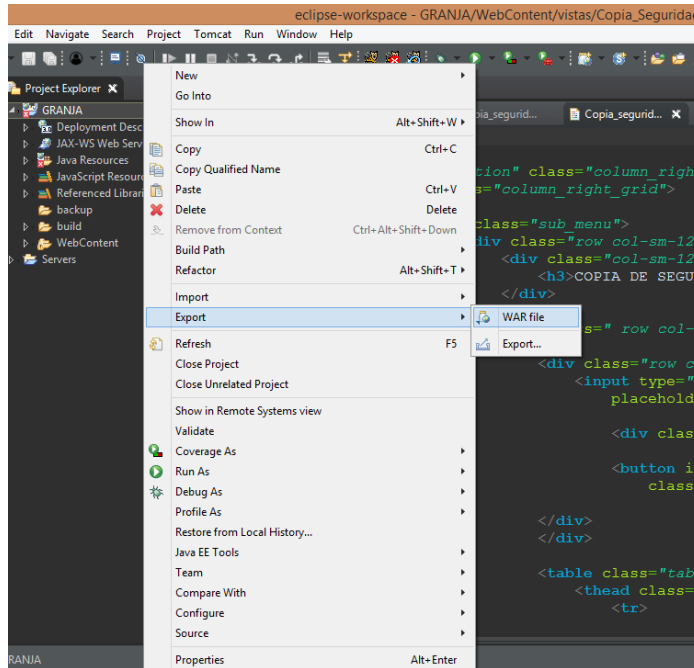 eclipse-workspace - GRANJA/WebContent/vistas/Copia_Segurida
Edit Navigate Search Project Tomcat Run Window Help
Project Explorer
GRANJA
Deployment Desc
JAX-WS Web Serv
Java Resources
JavaScript Resour
Referenced Librari
backup
build
WebContent
Servers
New
Go Into
Show In Alt+Shift+W
Copy Ctrl+C
Copy Qualified Name
Paste Ctrl+V
Delete Delete
Remove from Context Ctrl+Alt+Shift+Down
Build Path
Refactor Alt+Shift+T
Import
Export
Refresh F5
Close Project
Close Unrelated Project
Show in Remote Systems view
Validate
Coverage As
Run As
Debug As
Profile As
Restore from Local History...
Java EE Tools
Team
Compare With
Configure
Source
Properties Alt+Enter
WAR file
Export...
pia_segurid... Copia_segurid...
tion" class="column_righ
s="column_right_grid">
class="sub_menu">
div class="row col-sm-12
<div class="col-sm-12
<h3>COPIA DE SEGU
</div>
s=" row col-
<div class="row c
<input type="
placehold
<div clas
<button i
class
</div>
</div>
<table class="tab
<thead class=
<tr>
RANJA